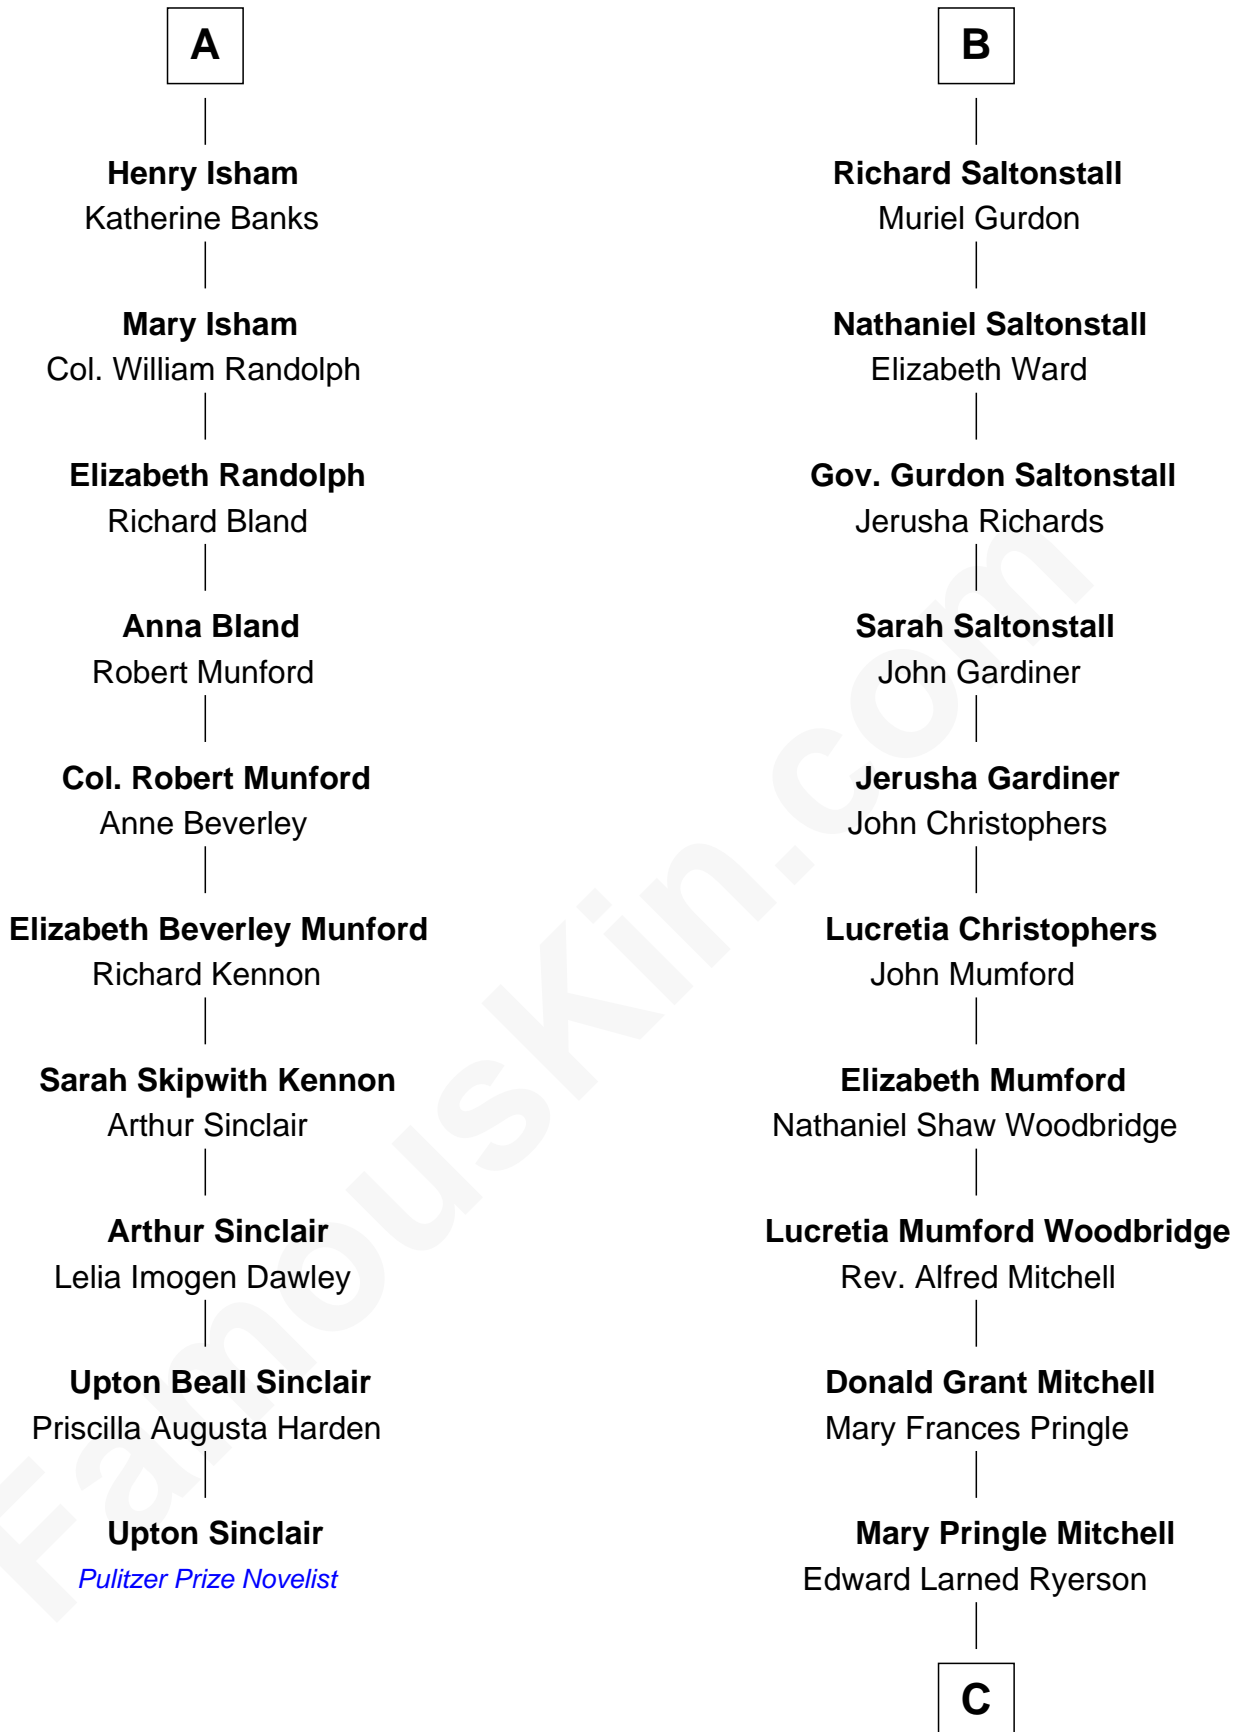 A
Henry Isham
Katherine Banks
Mary Isham
Col. William Randolph
Elizabeth Randolph
Richard Bland
Anna Bland
Robert Munford
Col. Robert Munford
Anne Beverley
Elizabeth Beverley Munford
Richard Kennon
Sarah Skipwith Kennon
Arthur Sinclair
Arthur Sinclair
Lelia Imogen Dawley
Upton Beall Sinclair
Priscilla Augusta Harden
Upton Sinclair
Pulitzer Prize Novelist
B
Richard Saltonstall
Muriel Gurdon
Nathaniel Saltonstall
Elizabeth Ward
Gov. Gurdon Saltonstall
Jerusha Richards
Sarah Saltonstall
John Gardiner
Jerusha Gardiner
John Christophers
Lucretia Christophers
John Mumford
Elizabeth Mumford
Nathaniel Shaw Woodbridge
Lucretia Mumford Woodbridge
Rev. Alfred Mitchell
Donald Grant Mitchell
Mary Frances Pringle
Mary Pringle Mitchell
Edward Larned Ryerson
C
FamousKin.com